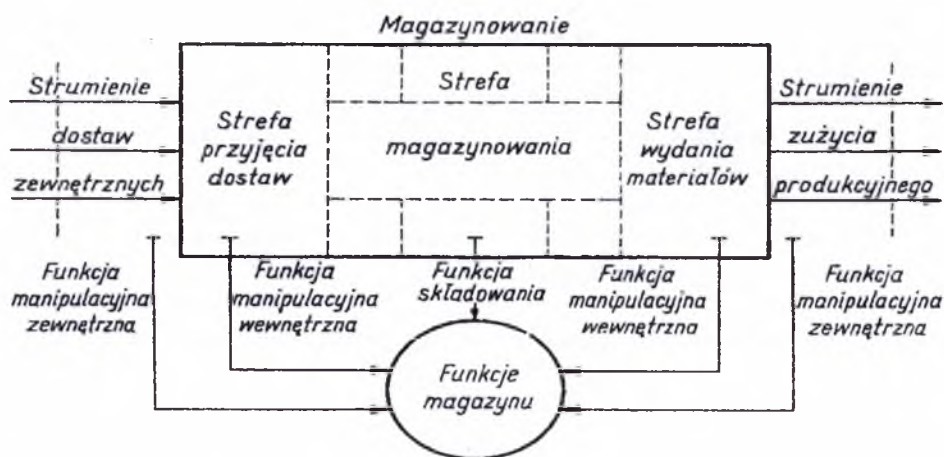 Magazynowanie
Strumienie
dostaw
zewnętrznych
Strefa
przyjęcia
dostaw
Strefa
magazynowania
Strefa
wydania
materiałów
Strumienie
zużycia
produkcyjnego
Funkcja
manipulacyjna
zewnętrzna
Funkcja
manipulacyjna
wewnętrzna
Funkcja
składowania
Funkcja
manipulacyjna
wewnętrzna
Funkcja
manipulacyjna
zewnętrzna
Funkcje
magazynu